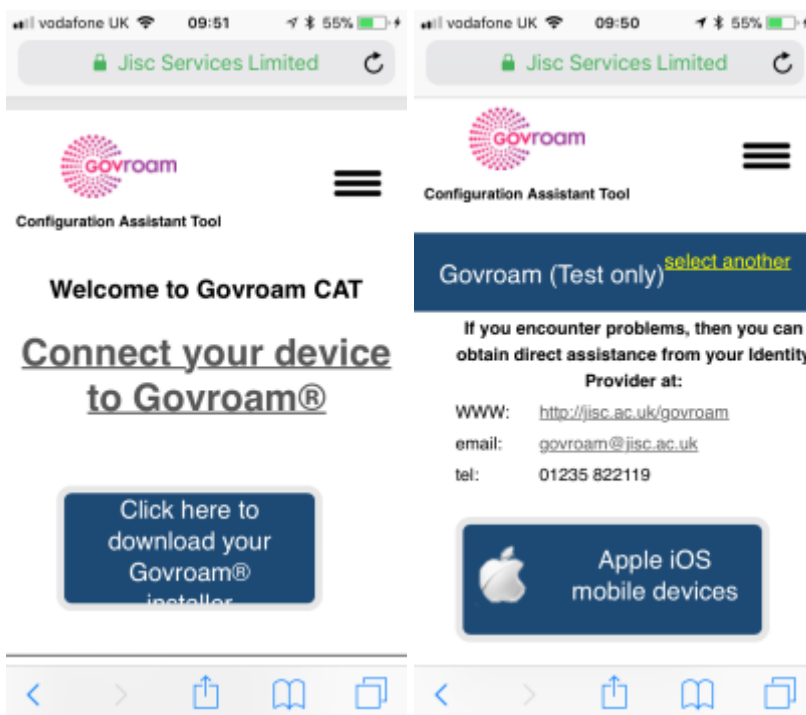 vodafone UK 09:51 55%
Jisc Services Limited
Govroam
Configuration Assistant Tool
Welcome to Govroam CAT
Connect your device
to Govroam®
Click here to
download your
Govroam®
installer
vodafone UK 09:50 55%
Jisc Services Limited
Govroam
Configuration Assistant Tool
Govroam (Test only) select another
If you encounter problems, then you can
obtain direct assistance from your Identity
Provider at:
WWW: http://jisc.ac.uk/govroam
email: govroam@jisc.ac.uk
tel: 01235 822119
Apple iOS
mobile devices